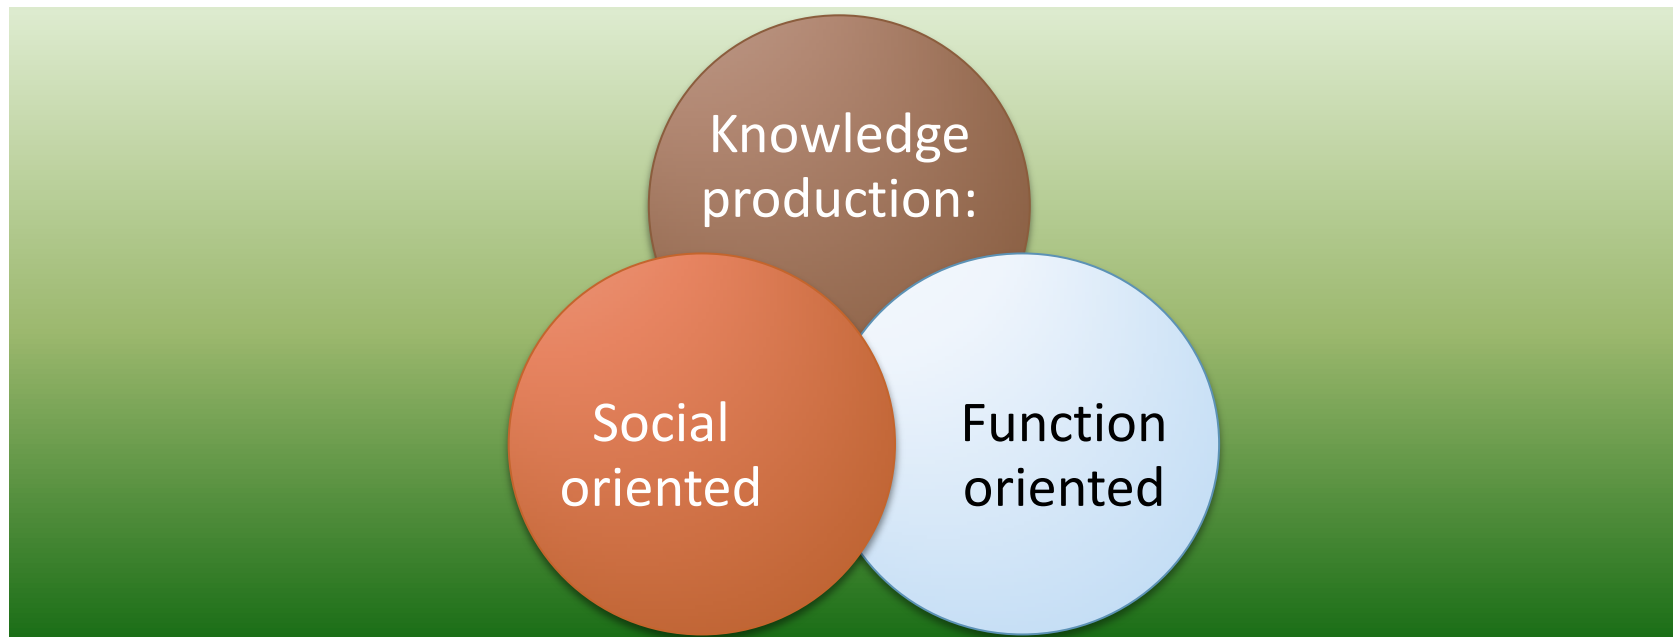 Knowledge
production:
Social
oriented
Function
oriented